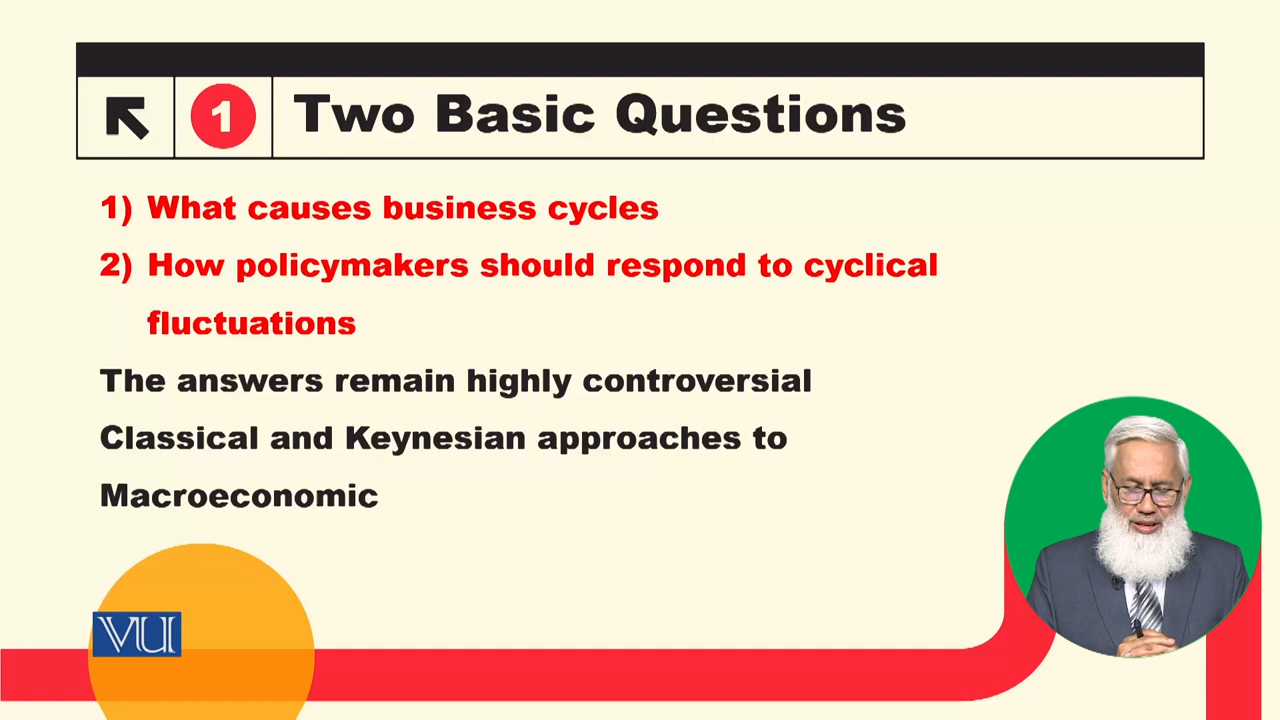 1 Two Basic Questions
1) What causes business cycles
2) How policymakers should respond to cyclical
fluctuations
The answers remain highly controversial
Classical and Keynesian approaches to
Macroeconomic
VU